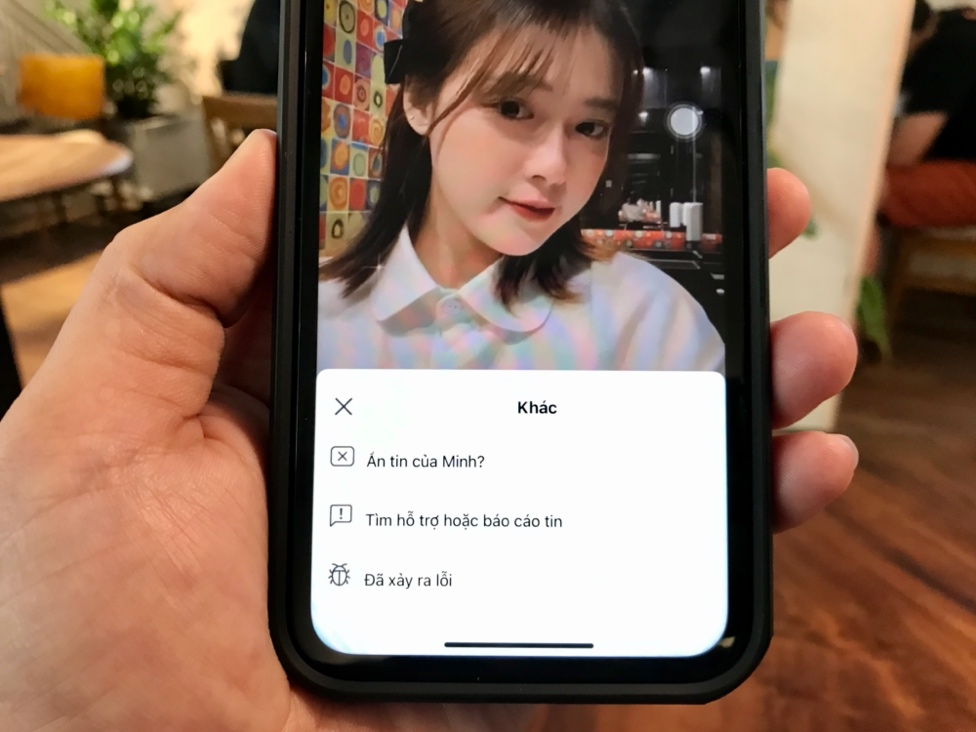 Khác
Ẩn tin của Minh?
Tìm hỗ trợ hoặc báo cáo tin
Đã xảy ra lỗi